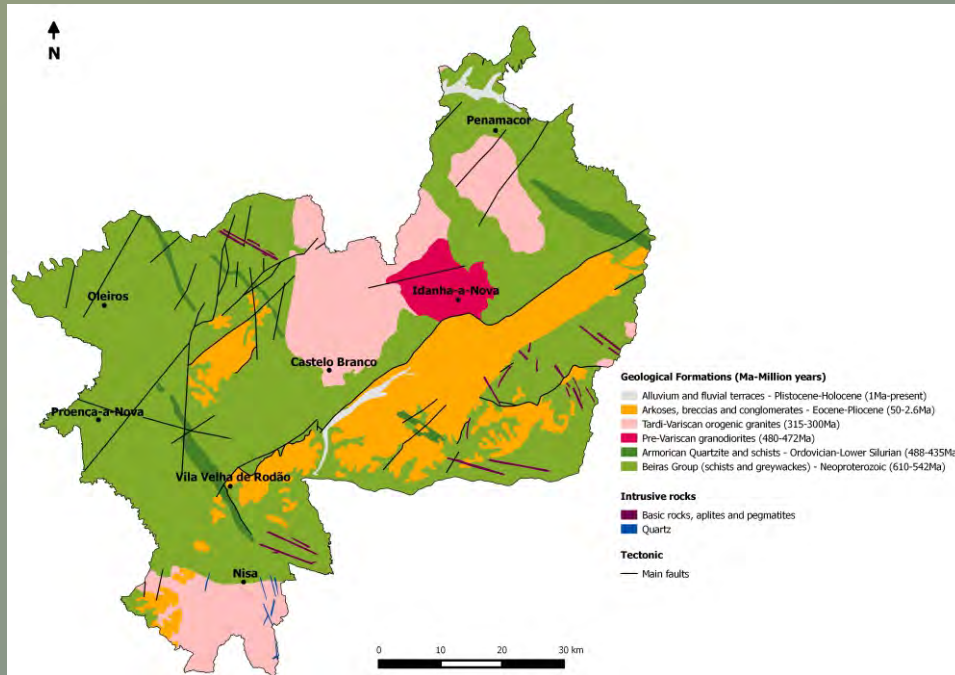 N
Penamacor
Idanha-a-Nova
Oleiros
Castelo Branco
Proença-a-Nova
Vila Velha de Rodão
Nisa
Geological Formations (Ma-Million years)
Alluvium and fluvial terraces - Plistocene-Holocene (1Ma-present)
Arkoses, breccias and conglomerates - Eocene-Pliocene (50-2.6Ma)
Tardi-Variscan orogenic granites (315-300Ma)
Pre-Variscan granodiorites (480-472Ma)
Armorican Quartzite and schists - Ordovician-Lower Silurian (488-435Ma
Beiras Group (schists and greywackes) - Neoproterozoic (610-542Ma)
Intrusive rocks
Basic rocks, aplites and pegmatites
Quartz
Tectonic
Main faults
0 10 20 30 km